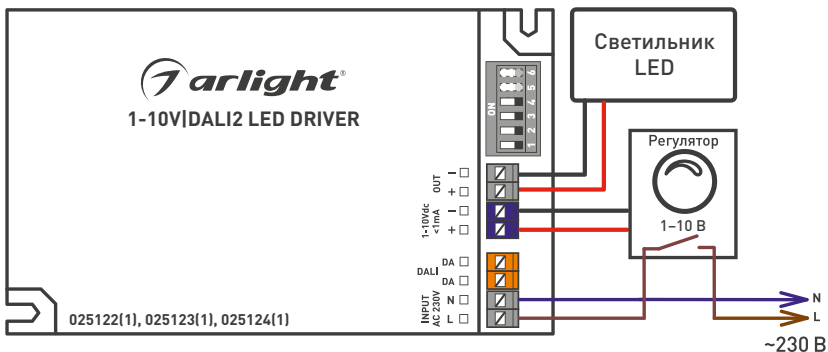 arlight®
1-10V|DALI2 LED DRIVER
025122(1), 025123(1), 025124(1)
ON
1 2 3 4 5 6
OUT
−
+
1-10Vdc
<1mA
−
+
DALI
DA
DA
INPUT
AC 230V
N
L
Светильник
LED
Регулятор
1–10 В
N
L
~230 В